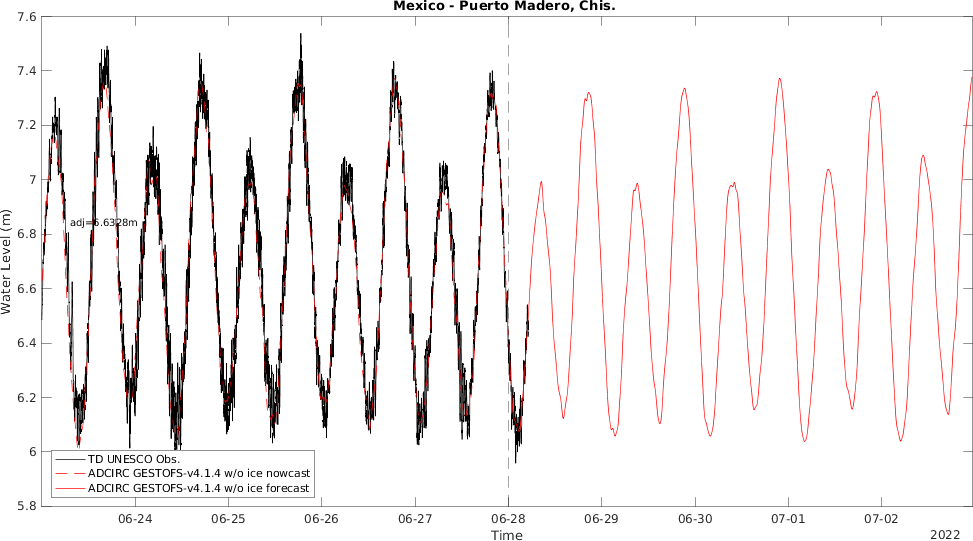 Mexico - Puerto Madero, Chis.
7.6
7.4
7.2
7
6.8
6.6
6.4
6.2
6
5.8
Water Level (m)
adj=6.6328m
TD UNESCO Obs.
ADCIRC GESTOFS-v4.1.4 w/o ice nowcast
ADCIRC GESTOFS-v4.1.4 w/o ice forecast
06-24 06-25 06-26 06-27 06-28 06-29 06-30 07-01 07-02
Time
2022